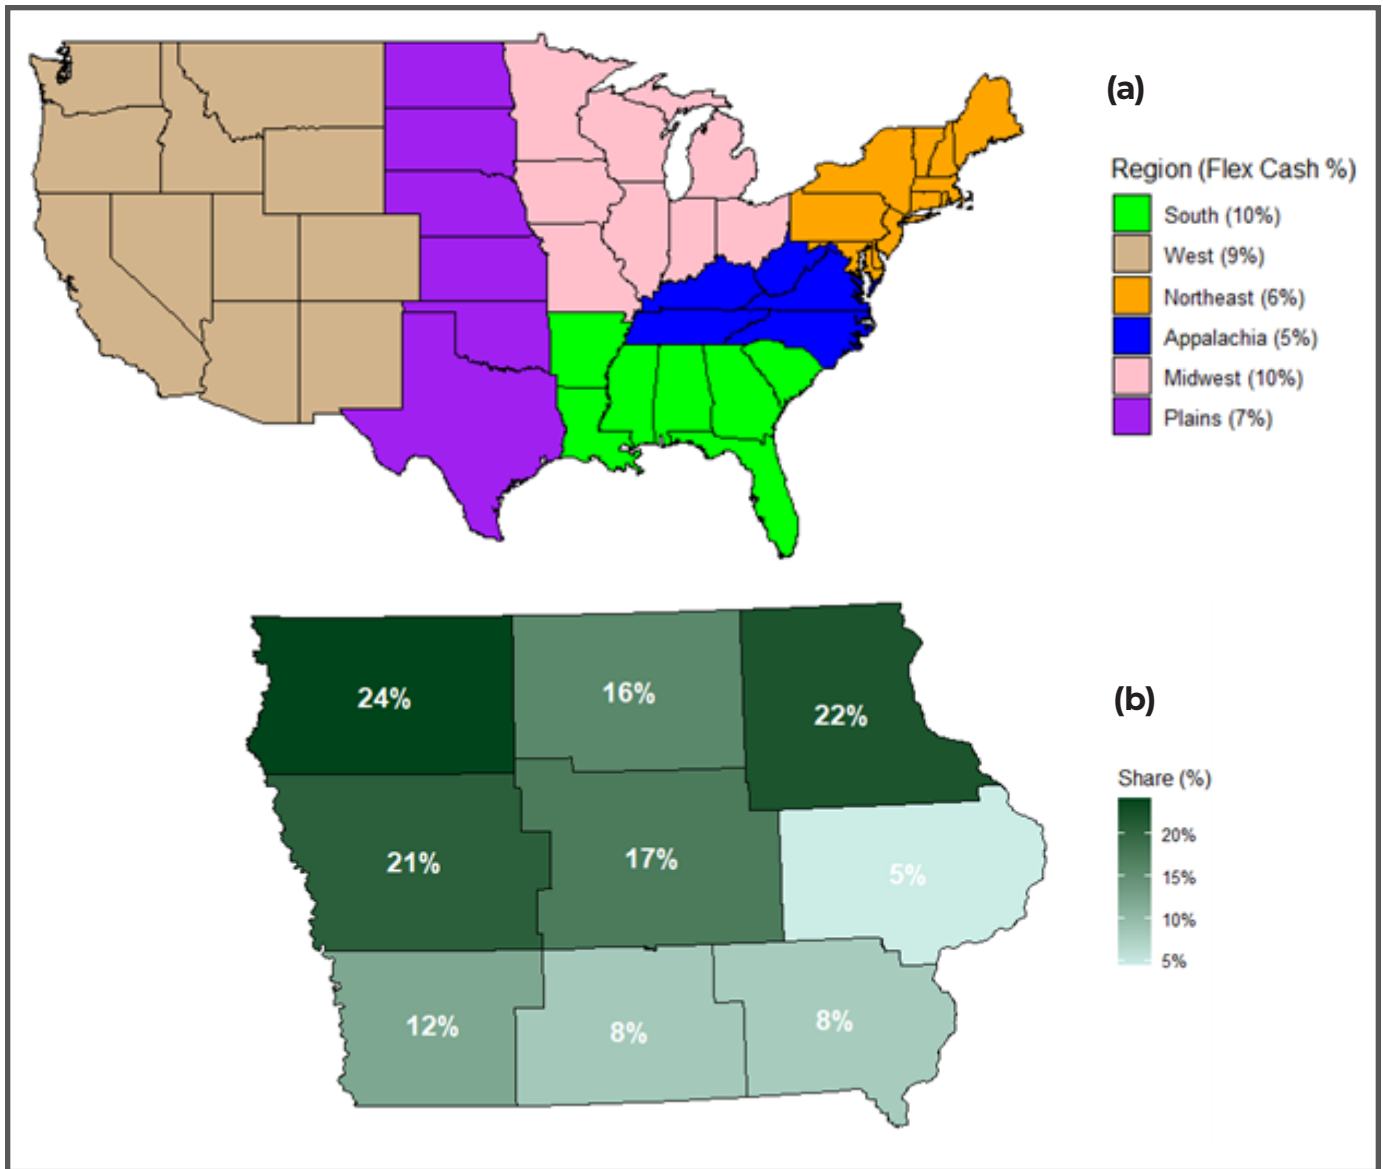 (a)
Region (Flex Cash %)
South (10%)
West (9%)
Northeast (6%)
Appalachia (5%)
Midwest (10%)
Plains (7%)
24%
16%
22%
21%
17%
5%
12%
8%
8%
(b)
Share (%)
20%
15%
10%
5%